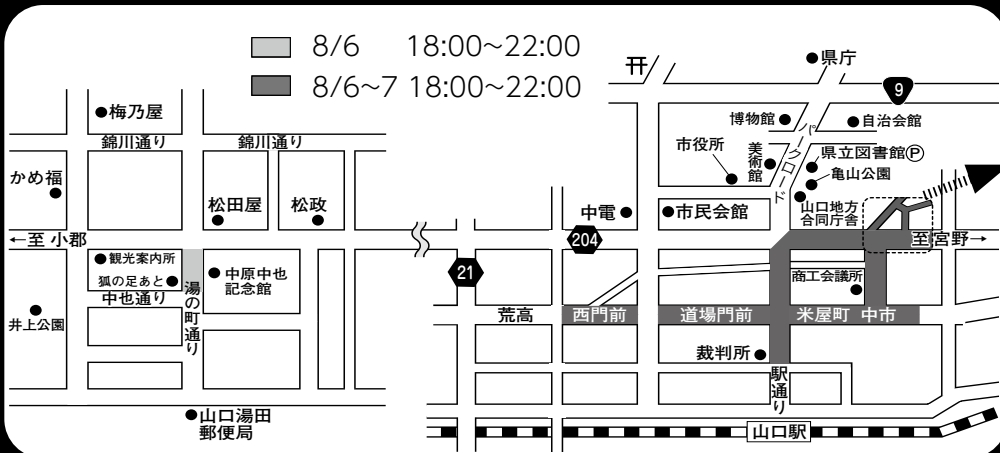 8/6 18:00~22:00
8/6~7 18:00~22:00
県庁
9
梅乃屋
錦川通り
錦川通り
博物館
自治会館
パークロード
市役所
美術館
県立図書館Ⓟ
亀山公園
かめ福
松田屋
松政
中電
市民会館
山口地方
合同庁舎
←至 小郡
204
至宮野→
観光案内所
狐の足あと
中也通り
湯の町通り
中原中也
記念館
21
商工会議所
井上公園
荒高
西門前
道場門前
米屋町
中市
裁判所
駅通り
山口湯田
郵便局
山口駅